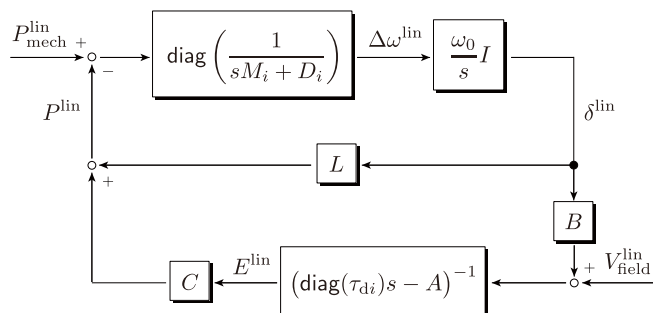 P_mech^lin + − diag ( 1 / (sM_i + D_i) ) Δω^lin ω_0 / s I
P^lin δ^lin
+ L
B
C E^lin (diag(τ_di)s − A)^−1 + V_field^lin